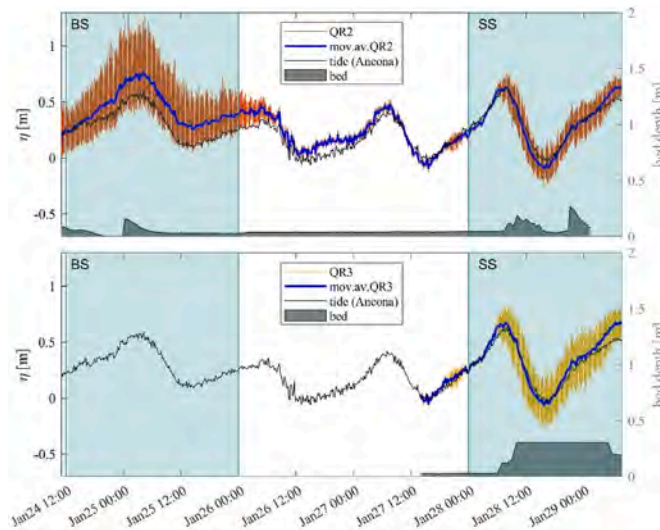 BS
SS
QR2
mov.av.QR2
tide (Ancona)
bed
η [m]
1
0.5
0
-0.5
bed depth [m]
2
1.5
1
0.5
0
BS
SS
QR3
mov.av.QR3
tide (Ancona)
bed
η [m]
1
0.5
0
-0.5
bed depth [m]
2
1.5
1
0.5
0
Jan24 12:00
Jan25 00:00
Jan25 12:00
Jan26 00:00
Jan26 12:00
Jan27 00:00
Jan27 12:00
Jan28 00:00
Jan28 12:00
Jan29 00:00